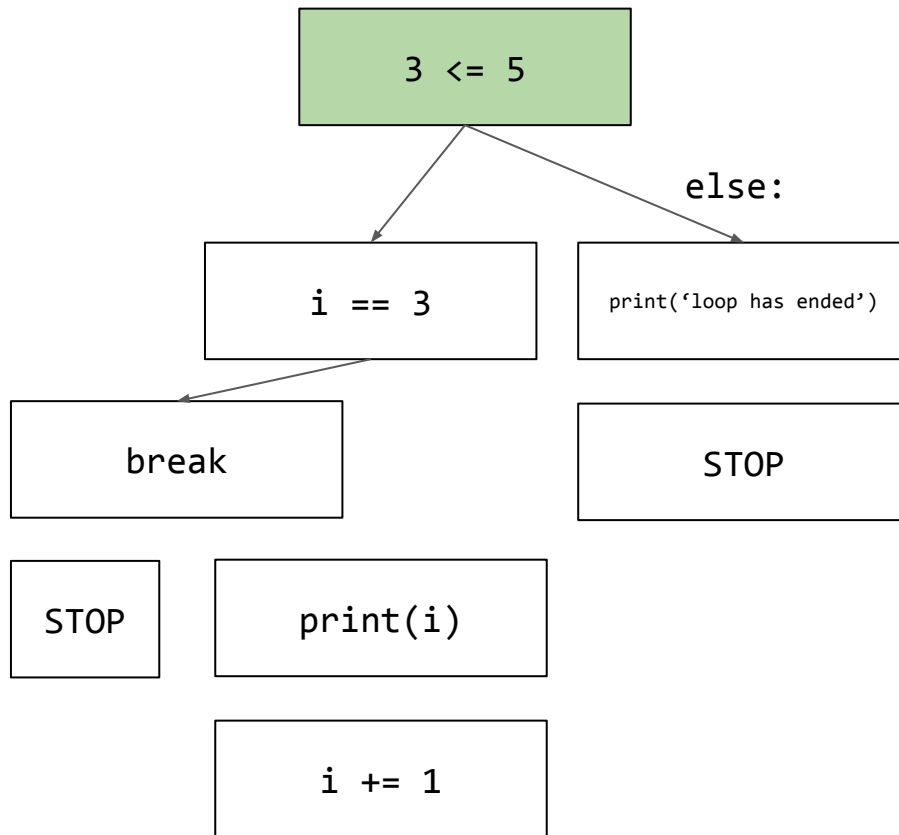 3 <= 5
else:
i == 3
print(‘loop has ended’)
break
STOP
STOP
print(i)
i += 1